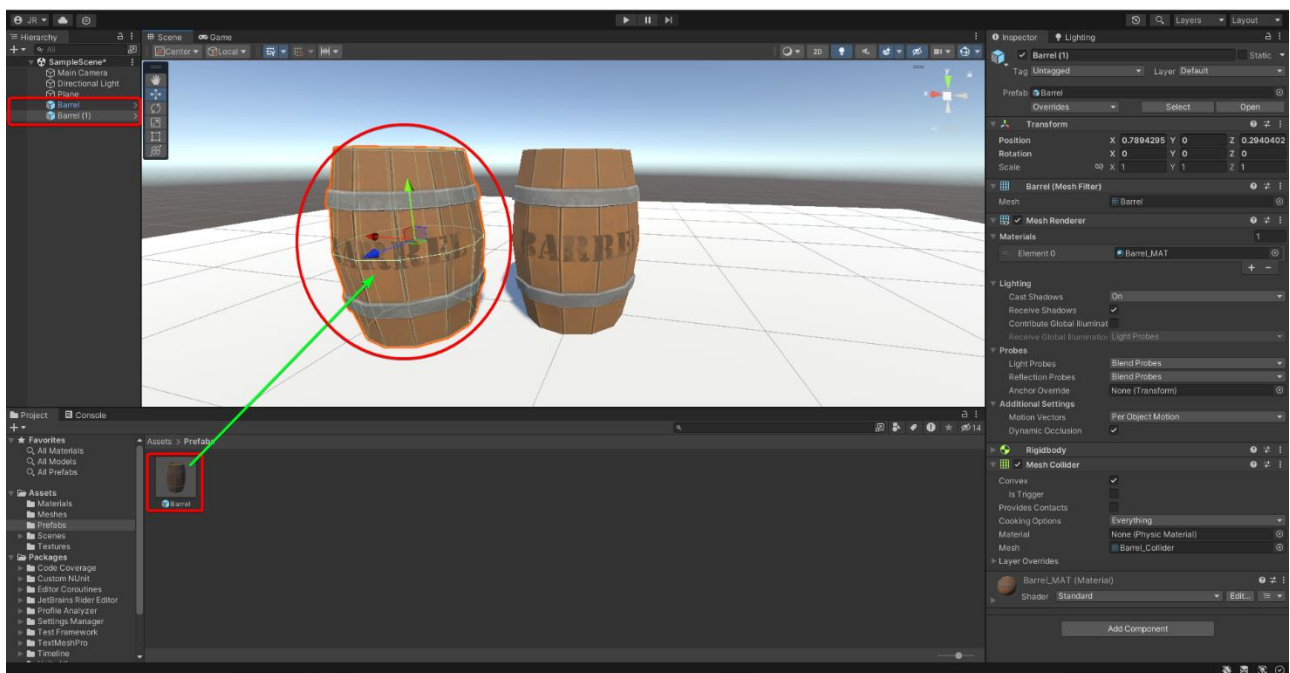 JR
Layers
Layout
Hierarchy
All
SampleScene*
Main Camera
Directional Light
Plane
Barrel
Barrel (1)
Scene
Game
Center
Local
2D
y
x
BARREL
BARREL
Inspector
Lighting
Barrel (1)
Static
Tag Untagged
Layer Default
Prefab Barrel
Overrides Select Open
Transform
Position X 0.7894295 Y 0 Z 0.2940402
Rotation X 0 Y 0 Z 0
Scale X 1 Y 1 Z 1
Barrel (Mesh Filter)
Mesh Barrel
Mesh Renderer
Materials 1
Element 0 Barrel_MAT
Lighting
Cast Shadows On
Receive Shadows
Contribute Global Illuminat
Receive Global Illumination Light Probes
Probes
Light Probes Blend Probes
Reflection Probes Blend Probes
Anchor Override None (Transform)
Additional Settings
Motion Vectors Per Object Motion
Dynamic Occlusion
Rigidbody
Mesh Collider
Convex
Is Trigger
Provides Contacts
Cooking Options Everything
Material None (Physic Material)
Mesh Barrel_Collider
Layer Overrides
Barrel_MAT (Material)
Shader Standard Edit...
Add Component
Project
Console
14
Favorites
All Materials
All Models
All Prefabs
Assets
Materials
Meshes
Prefabs
Scenes
Textures
Packages
Code Coverage
Custom NUnit
Editor Coroutines
JetBrains Rider Editor
Profile Analyzer
Settings Manager
Test Framework
TextMeshPro
Timeline
Assets > Prefabs
Barrel